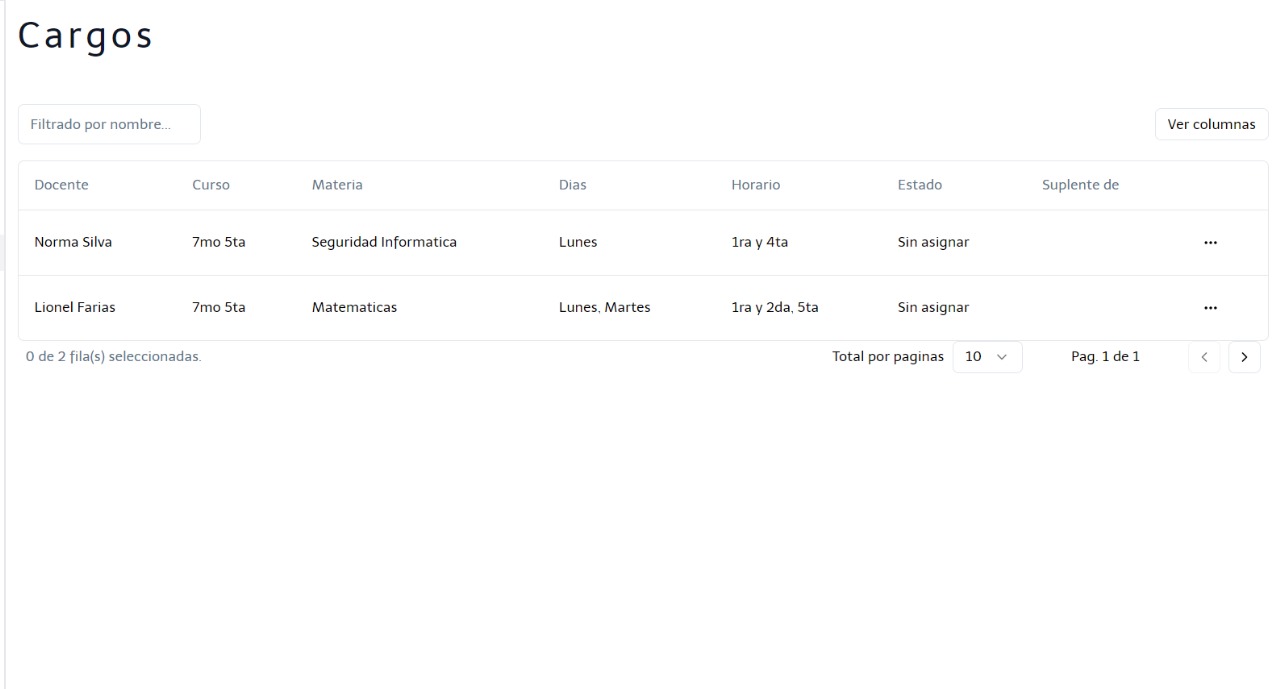 Cargos
Filtrado por nombre...
Ver columnas
Docente Curso Materia Dias Horario Estado Suplente de
Norma Silva 7mo 5ta Seguridad Informatica Lunes 1ra y 4ta Sin asignar
Lionel Farias 7mo 5ta Matematicas Lunes, Martes 1ra y 2da, 5ta Sin asignar
0 de 2 fila(s) seleccionadas. Total por paginas 10 Pag. 1 de 1